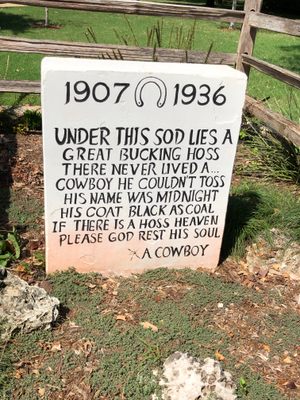 1907 1936
UNDER THIS SOD LIES A
GREAT BUCKING HOSS
THERE NEVER LIVED A...
COWBOY HE COULDN'T TOSS
HIS NAME WAS MIDNIGHT
HIS COAT BLACK AS COAL
IF THERE IS A HOSS HEAVEN
PLEASE GOD REST HIS SOUL
A COWBOY